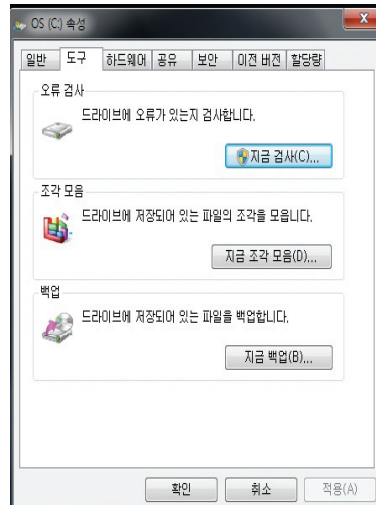 OS (C:) 속성
일반 도구 하드웨어 공유 보안 이전 버전 할당량
오류 검사
드라이브에 오류가 있는지 검사합니다.
지금 검사(C)...
조각 모음
드라이브에 저장되어 있는 파일의 조각을 모읍니다.
지금 조각 모음(D)...
백업
드라이브에 저장되어 있는 파일을 백업합니다.
지금 백업(B)...
확인 취소 적용(A)